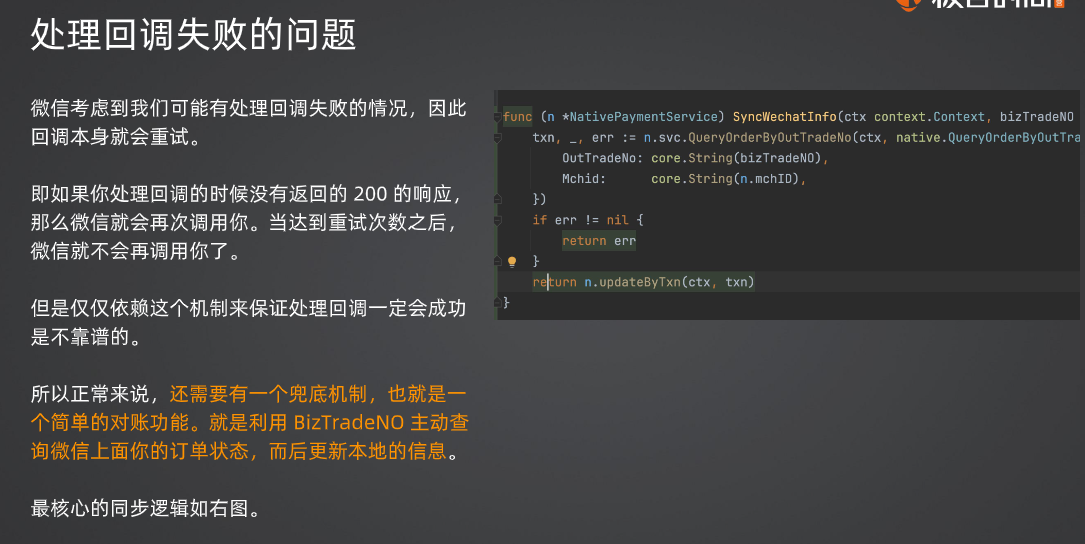 处理回调失败的问题
微信考虑到我们可能有处理回调失败的情况，因此
回调本身就会重试。
即如果你处理回调的时候没有返回的 200 的响应，
那么微信就会再次调用你。当达到重试次数之后，
微信就不会再调用你了。
但是仅仅依赖这个机制来保证处理回调一定会成功
是不靠谱的。
所以正常来说，还需要有一个兜底机制，也就是一
个简单的对账功能。就是利用 BizTradeNO 主动查
询微信上面你的订单状态，而后更新本地的信息。
最核心的同步逻辑如右图。
func (n *NativePaymentService) SyncWechatInfo(ctx context.Context, bizTradeNO
txn, _, err := n.svc.QueryOrderByOutTradeNo(ctx, native.QueryOrderByOutTra
OutTradeNo: core.String(bizTradeNO),
Mchid: core.String(n.mchID),
})
if err != nil {
return err
}
return n.updateByTxn(ctx, txn)
}